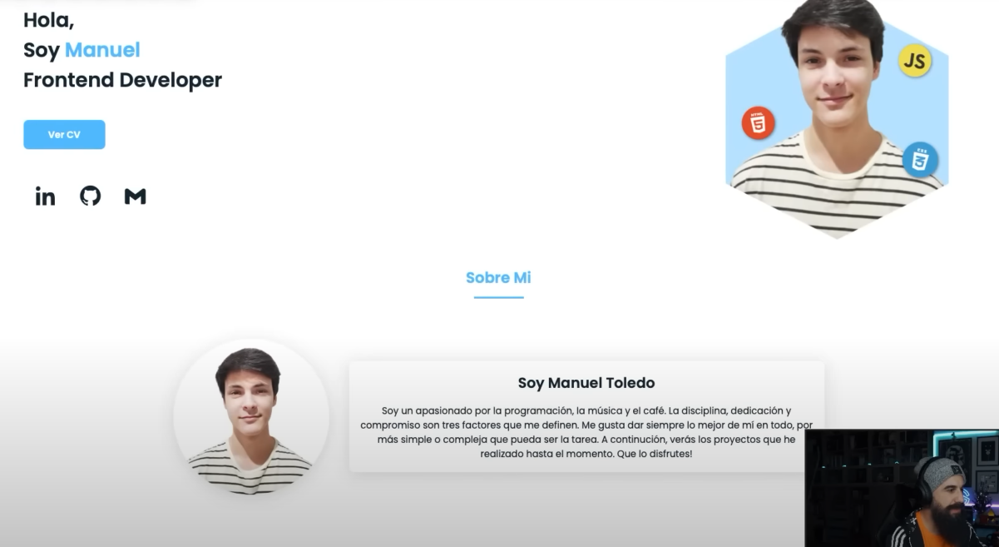 Hola,
Soy Manuel
Frontend Developer
JS
HTML
5
CSS
3
Ver CV
in
Sobre Mi
Soy Manuel Toledo
Soy un apasionado por la programación, la música y el café. La disciplina, dedicación y
compromiso son tres factores que me definen. Me gusta dar siempre lo mejor de mí en todo, por
más simple o compleja que pueda ser la tarea. A continución, verás los proyectos que he
realizado hasta el momento. Que lo disfrutes!